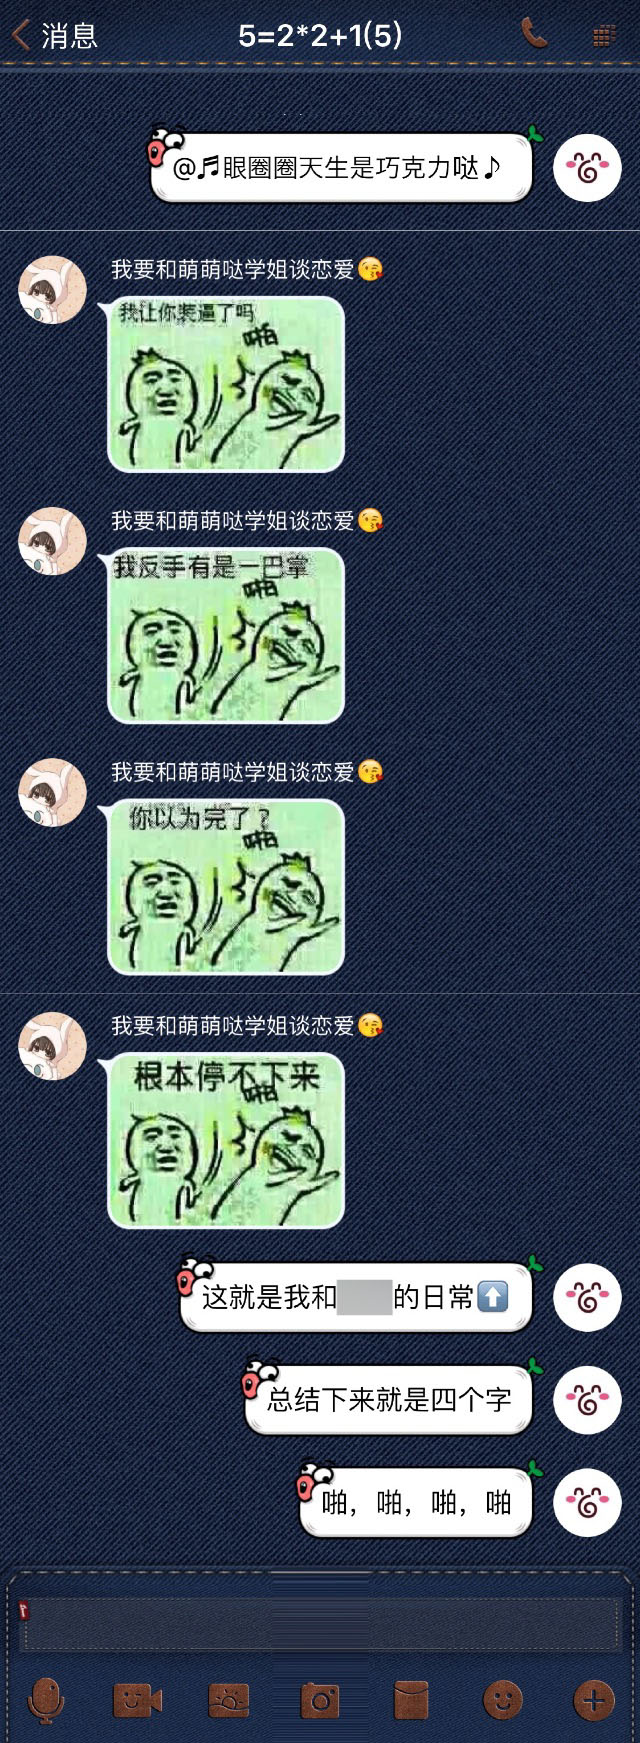 消息
5=2*2+1(5)
@🎵眼圈圈天生是巧克力哒♪
我要和萌萌哒学姐谈恋爱😘
我让你装逼了吗
啪
我要和萌萌哒学姐谈恋爱😘
我反手有是一巴掌
啪
我要和萌萌哒学姐谈恋爱😘
你以为完了?
啪
我要和萌萌哒学姐谈恋爱😘
根本停不下来
啪
这就是我和的日常⬆️
总结下来就是四个字
啪，啪，啪，啪